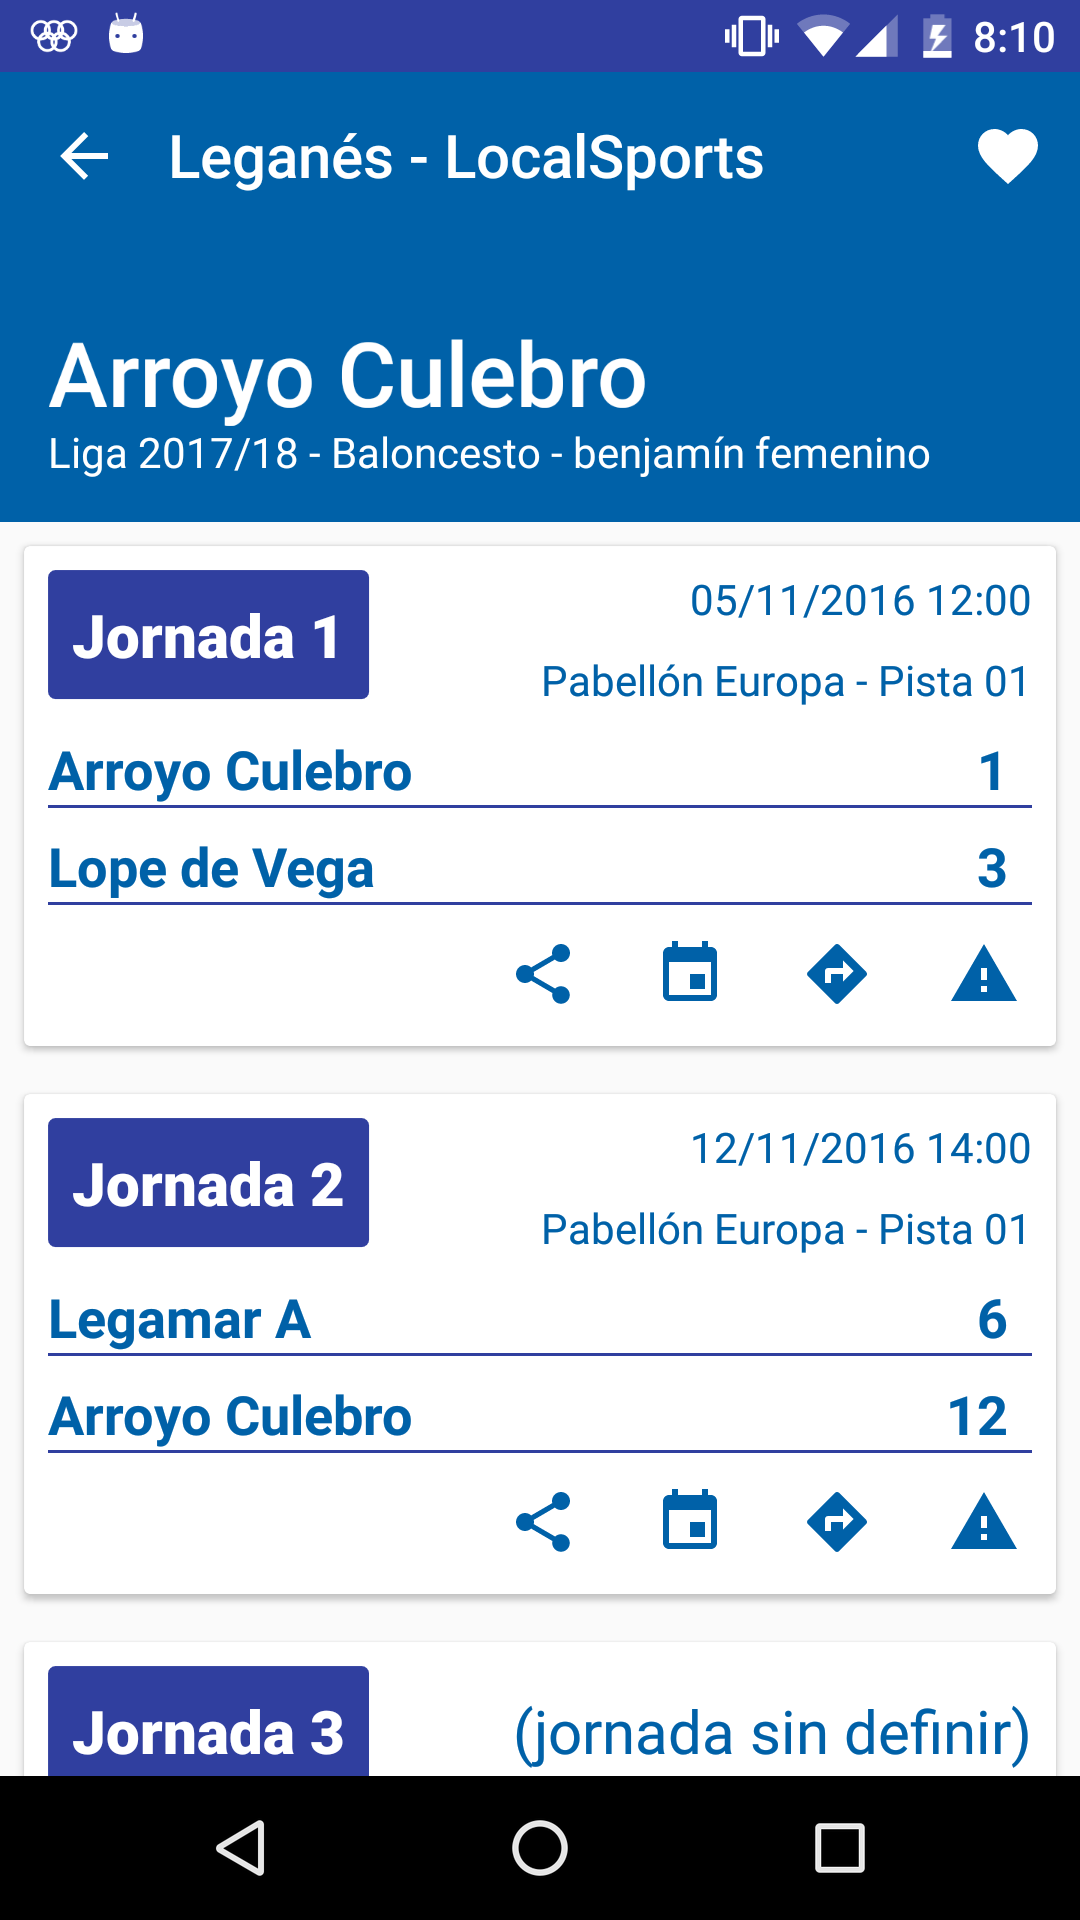 8:10
Leganés - LocalSports
Arroyo Culebro
Liga 2017/18 - Baloncesto - benjamín femenino
Jornada 1
05/11/2016 12:00
Pabellón Europa - Pista 01
Arroyo Culebro 1
Lope de Vega 3
Jornada 2
12/11/2016 14:00
Pabellón Europa - Pista 01
Legamar A 6
Arroyo Culebro 12
Jornada 3 (jornada sin definir)